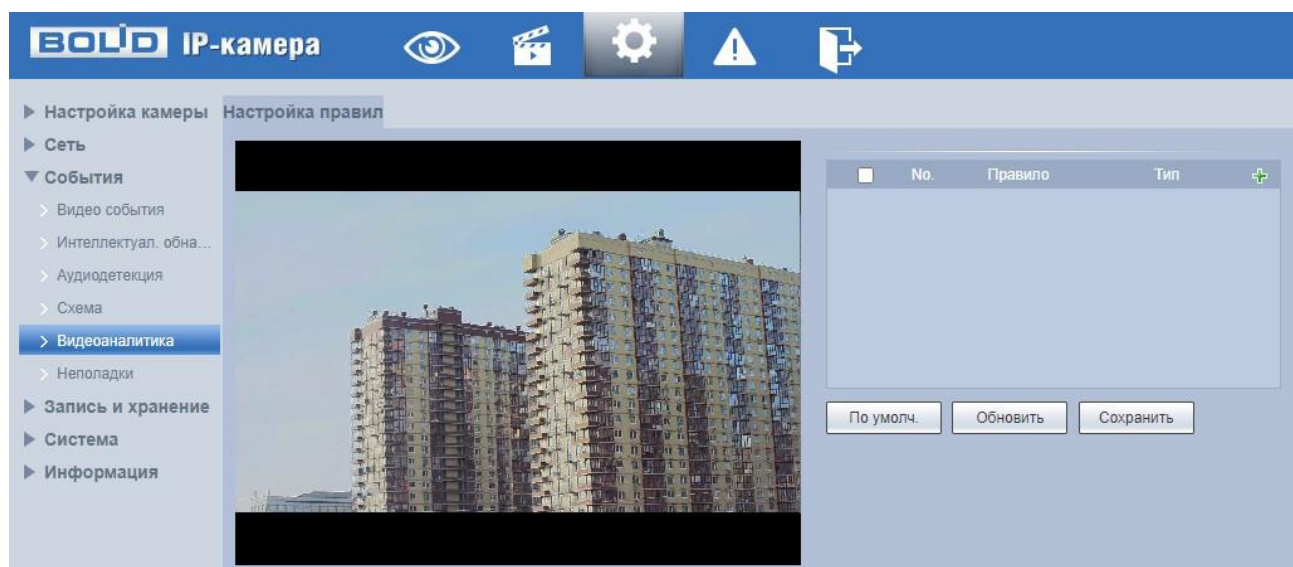 BOLID IP-камера
Настройка камеры
Сеть
События
Видео события
Интеллектуал. обна...
Аудиодетекция
Схема
Видеоаналитика
Неполадки
Запись и хранение
Система
Информация
Настройка правил
No. Правило Тип
По умолч. Обновить Сохранить